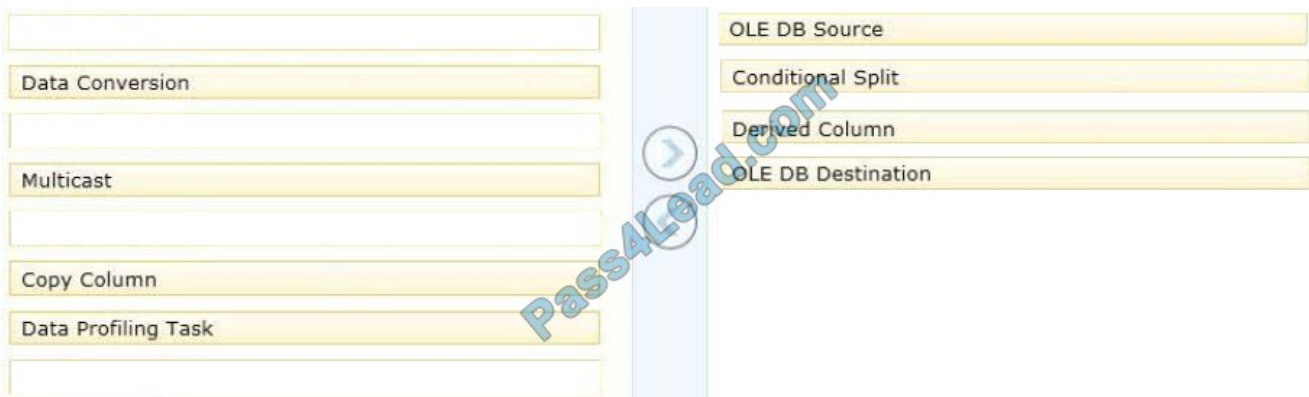 OLE DB Source
Data Conversion
Conditional Split
Derived Column
Multicast
OLE DB Destination
Copy Column
Data Profiling Task
Pass4Lead.com